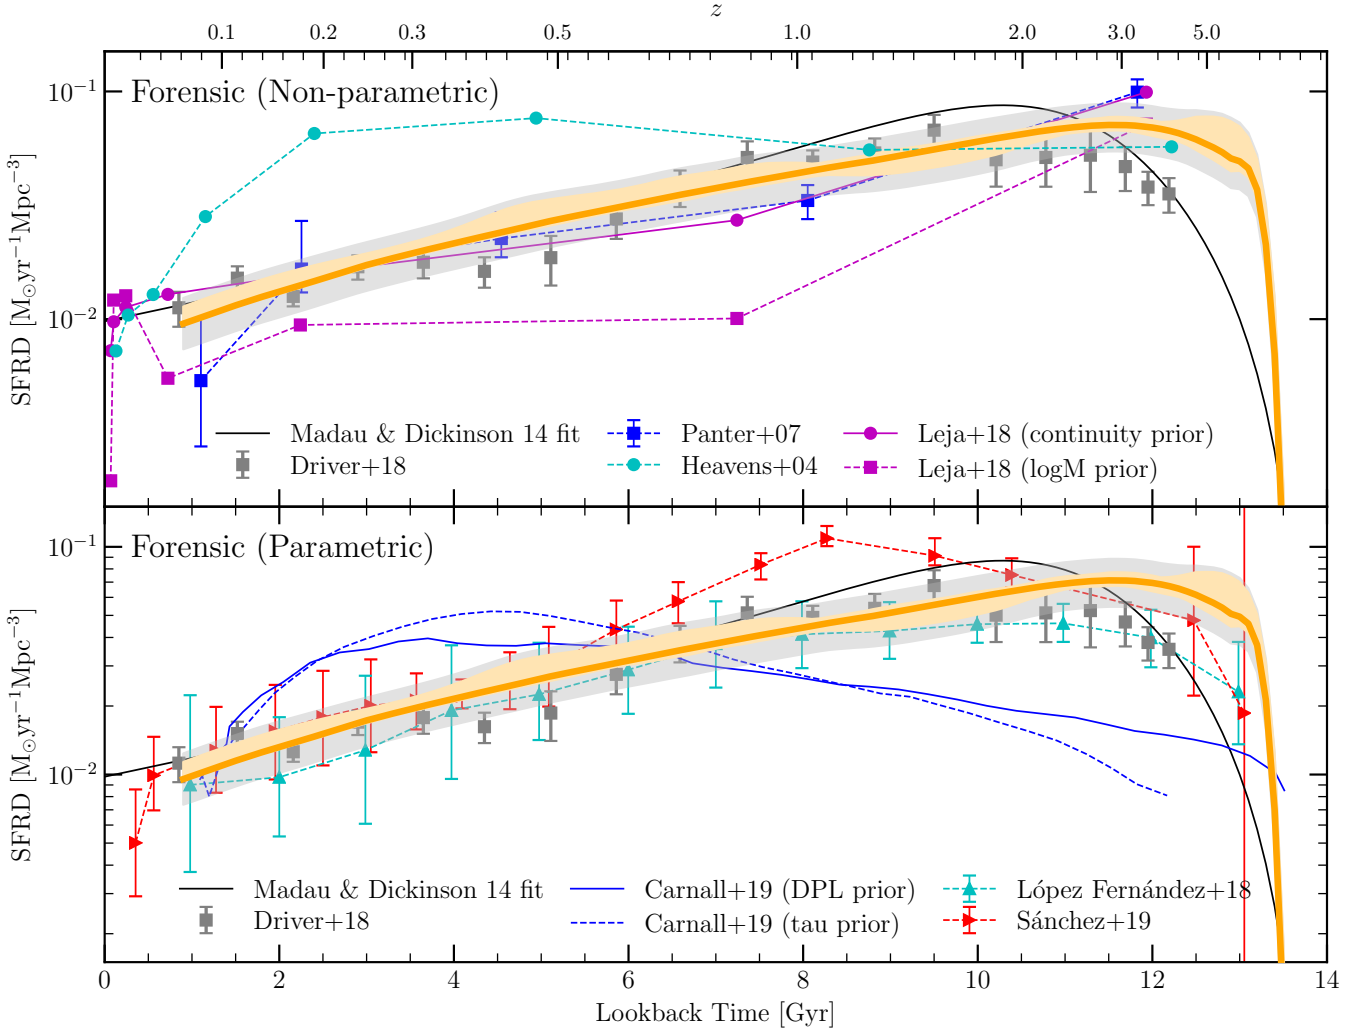 z
0.1 0.2 0.3 0.5 1.0 2.0 3.0 5.0
Forensic (Non-parametric)
10⁻¹
10⁻²
SFRD [M⊙yr⁻¹Mpc⁻³]
Madau & Dickinson 14 fit
Driver+18
Panter+07
Heavens+04
Leja+18 (continuity prior)
Leja+18 (logM prior)
Forensic (Parametric)
10⁻¹
10⁻²
SFRD [M⊙yr⁻¹Mpc⁻³]
Madau & Dickinson 14 fit
Driver+18
Carnall+19 (DPL prior)
Carnall+19 (tau prior)
López Fernández+18
Sánchez+19
0 2 4 6 8 10 12 14
Lookback Time [Gyr]